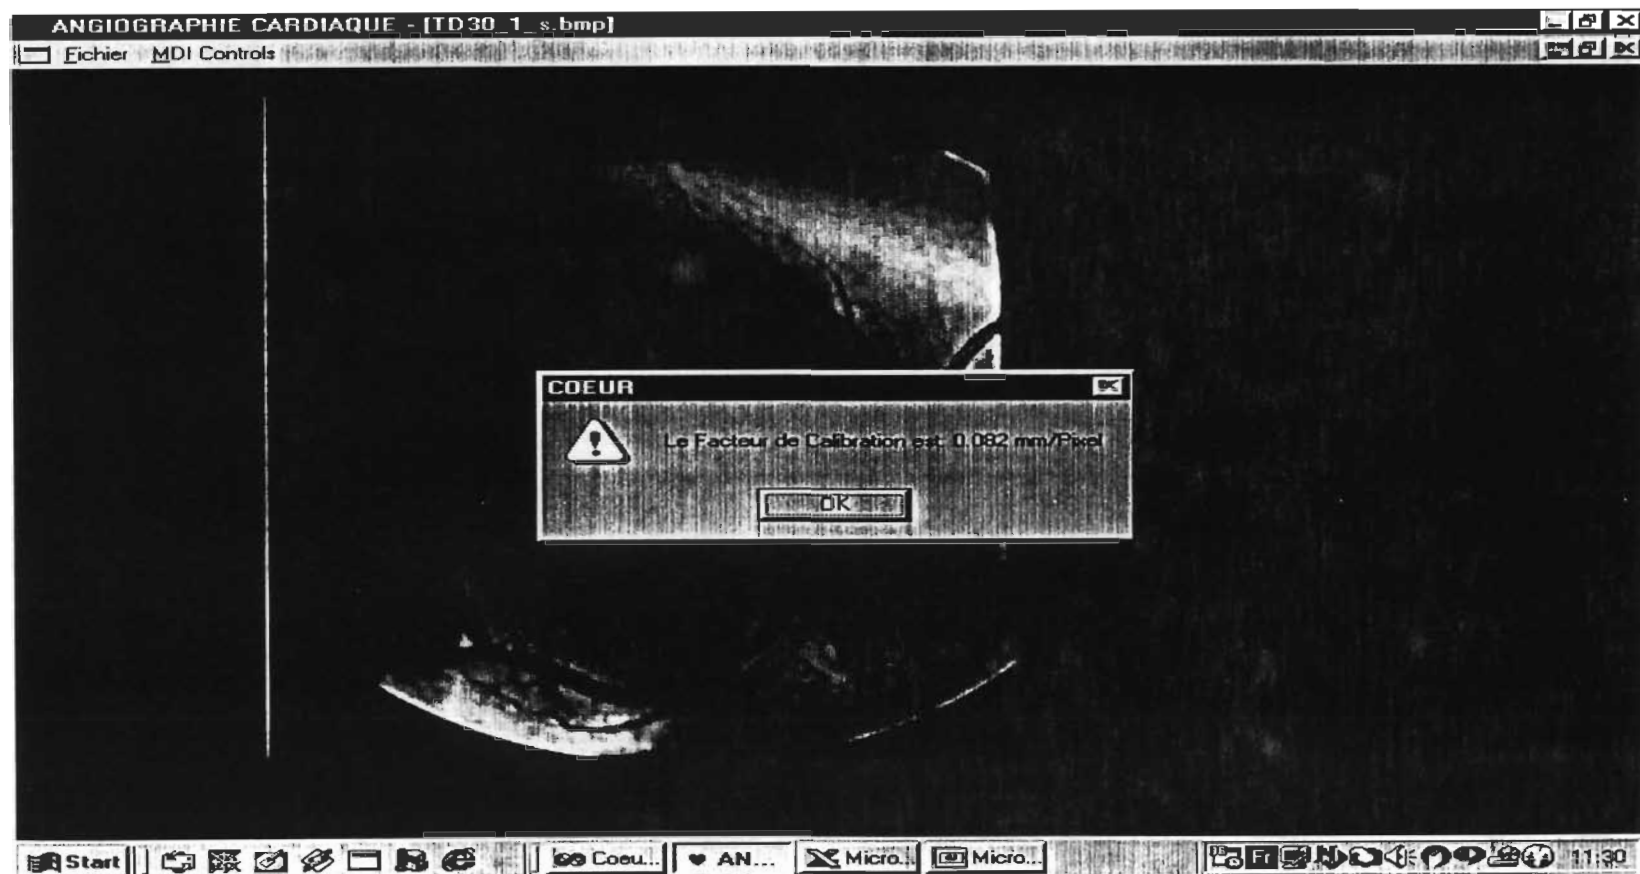 ANGIOGRAPHIE CARDIAQUE - [TD30_1_s.bmp]
Fichier MDI Controls
COEUR
Le Facteur de Calibration est. 0.082 mm/Pixel
OK
Start Coeu... AN... Micro... Micro... Fr 11:30